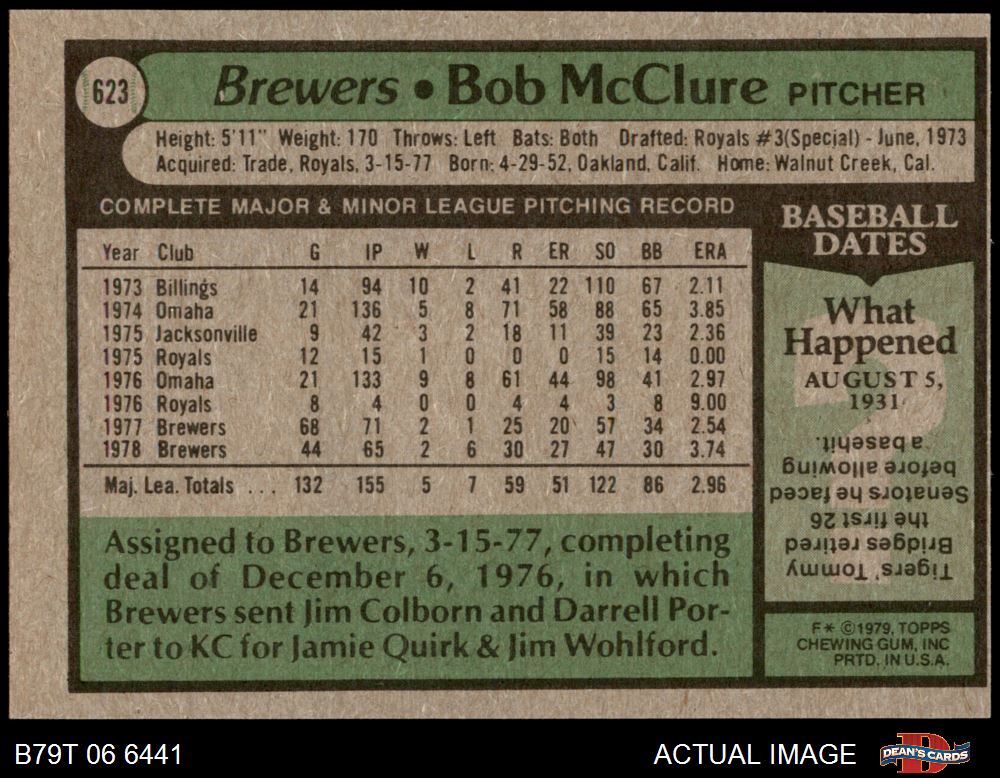 623
Brewers • Bob McClure PITCHER
Height: 5'11" Weight: 170 Throws: Left Bats: Both Drafted: Royals #3(Special) - June, 1973
Acquired: Trade, Royals, 3-15-77 Born: 4-29-52, Oakland, Calif. Home: Walnut Creek, Cal.
COMPLETE MAJOR & MINOR LEAGUE PITCHING RECORD
Year Club G IP W L R ER SO BB ERA
1973 Billings 14 94 10 2 41 22 110 67 2.11
1974 Omaha 21 136 5 8 71 58 88 65 3.85
1975 Jacksonville 9 42 3 2 18 11 39 23 2.36
1975 Royals 12 15 1 0 0 0 15 14 0.00
1976 Omaha 21 133 9 8 61 44 98 41 2.97
1976 Royals 8 4 0 0 4 4 3 8 9.00
1977 Brewers 68 71 2 1 25 20 57 34 2.54
1978 Brewers 44 65 2 6 30 27 47 30 3.74
Maj. Lea. Totals ... 132 155 5 7 59 51 122 86 2.96
Assigned to Brewers, 3-15-77, completing
deal of December 6, 1976, in which
Brewers sent Jim Colborn and Darrell Por-
ter to KC for Jamie Quirk & Jim Wohlford.
BASEBALL
DATES
What
Happened
AUGUST 5,
1931
Tigers' Tommy
Bridges retired
the first 26
Senators he faced
before allowing
a basehit.
F* ©1979, TOPPS
CHEWING GUM, INC
PRTD. IN U.S.A.
B79T 06 6441
ACTUAL IMAGE
DEAN'S CARDS